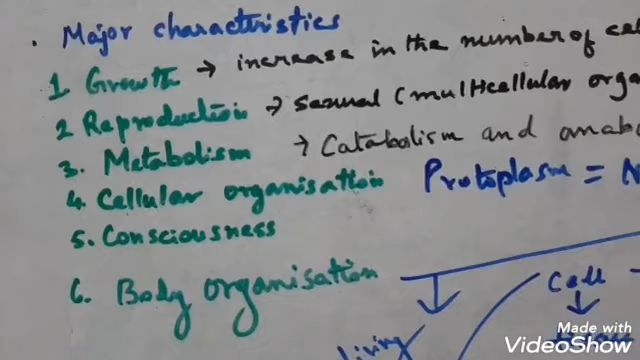 . Major characteristics
1. Growth → increase in the number of
2. Reproduction → sexual (multicellular
3. Metabolism → Catabolism and
4. Cellular organisation Protoplasm =
5. Consciousness
6. Body organisation
Cell
living
Made with
VideoShow